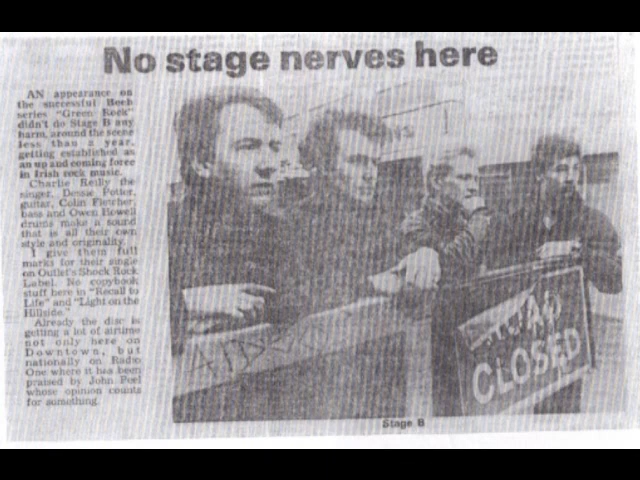 No stage nerves here
AN appearance on
the successful Beeb
series "Green Rock"
didn't do Stage B any
harm, around the scene
less than a year,
getting established as
an up and coming force
in Irish rock music.
Charlie Reilly the
singer, Dessie Potter,
guitar, Colin Fletcher,
bass and Owen Howell
drums make a sound
that is all their own
style and originality.
I give them full
marks for their single
on Outlet's Shock Rock
Label. No copybook
stuff here in "Recall to
Life" and "Light on the
Hillside."
Already the disc is
getting a lot of airtime
not only here on
Downtown, but
nationally on Radio
One where it has been
praised by John Peel
whose opinion counts
for something.
ROAD
CLOSED
Stage B